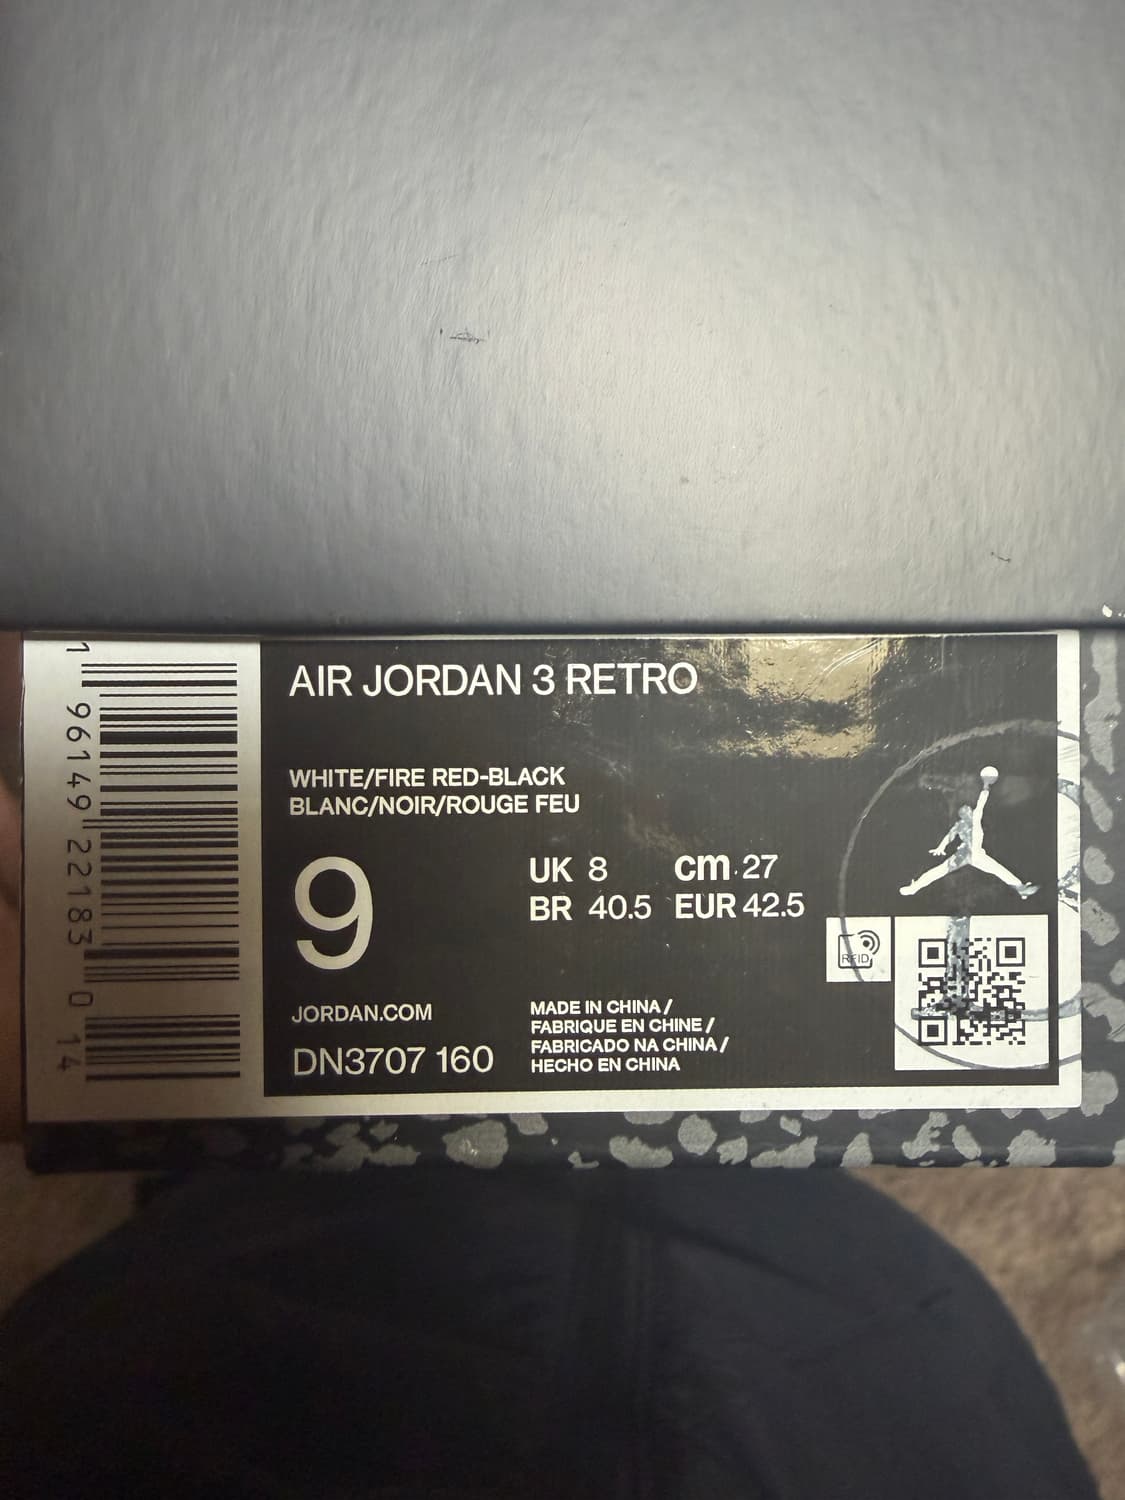 AIR JORDAN 3 RETRO
WHITE/FIRE RED-BLACK
BLANC/NOIR/ROUGE FEU
9
UK 8 cm 27
BR 40.5 EUR 42.5
RFID
JORDAN.COM
DN3707 160
MADE IN CHINA /
FABRIQUE EN CHINE /
FABRICADO NA CHINA /
HECHO EN CHINA
1 96149 22183 0 14